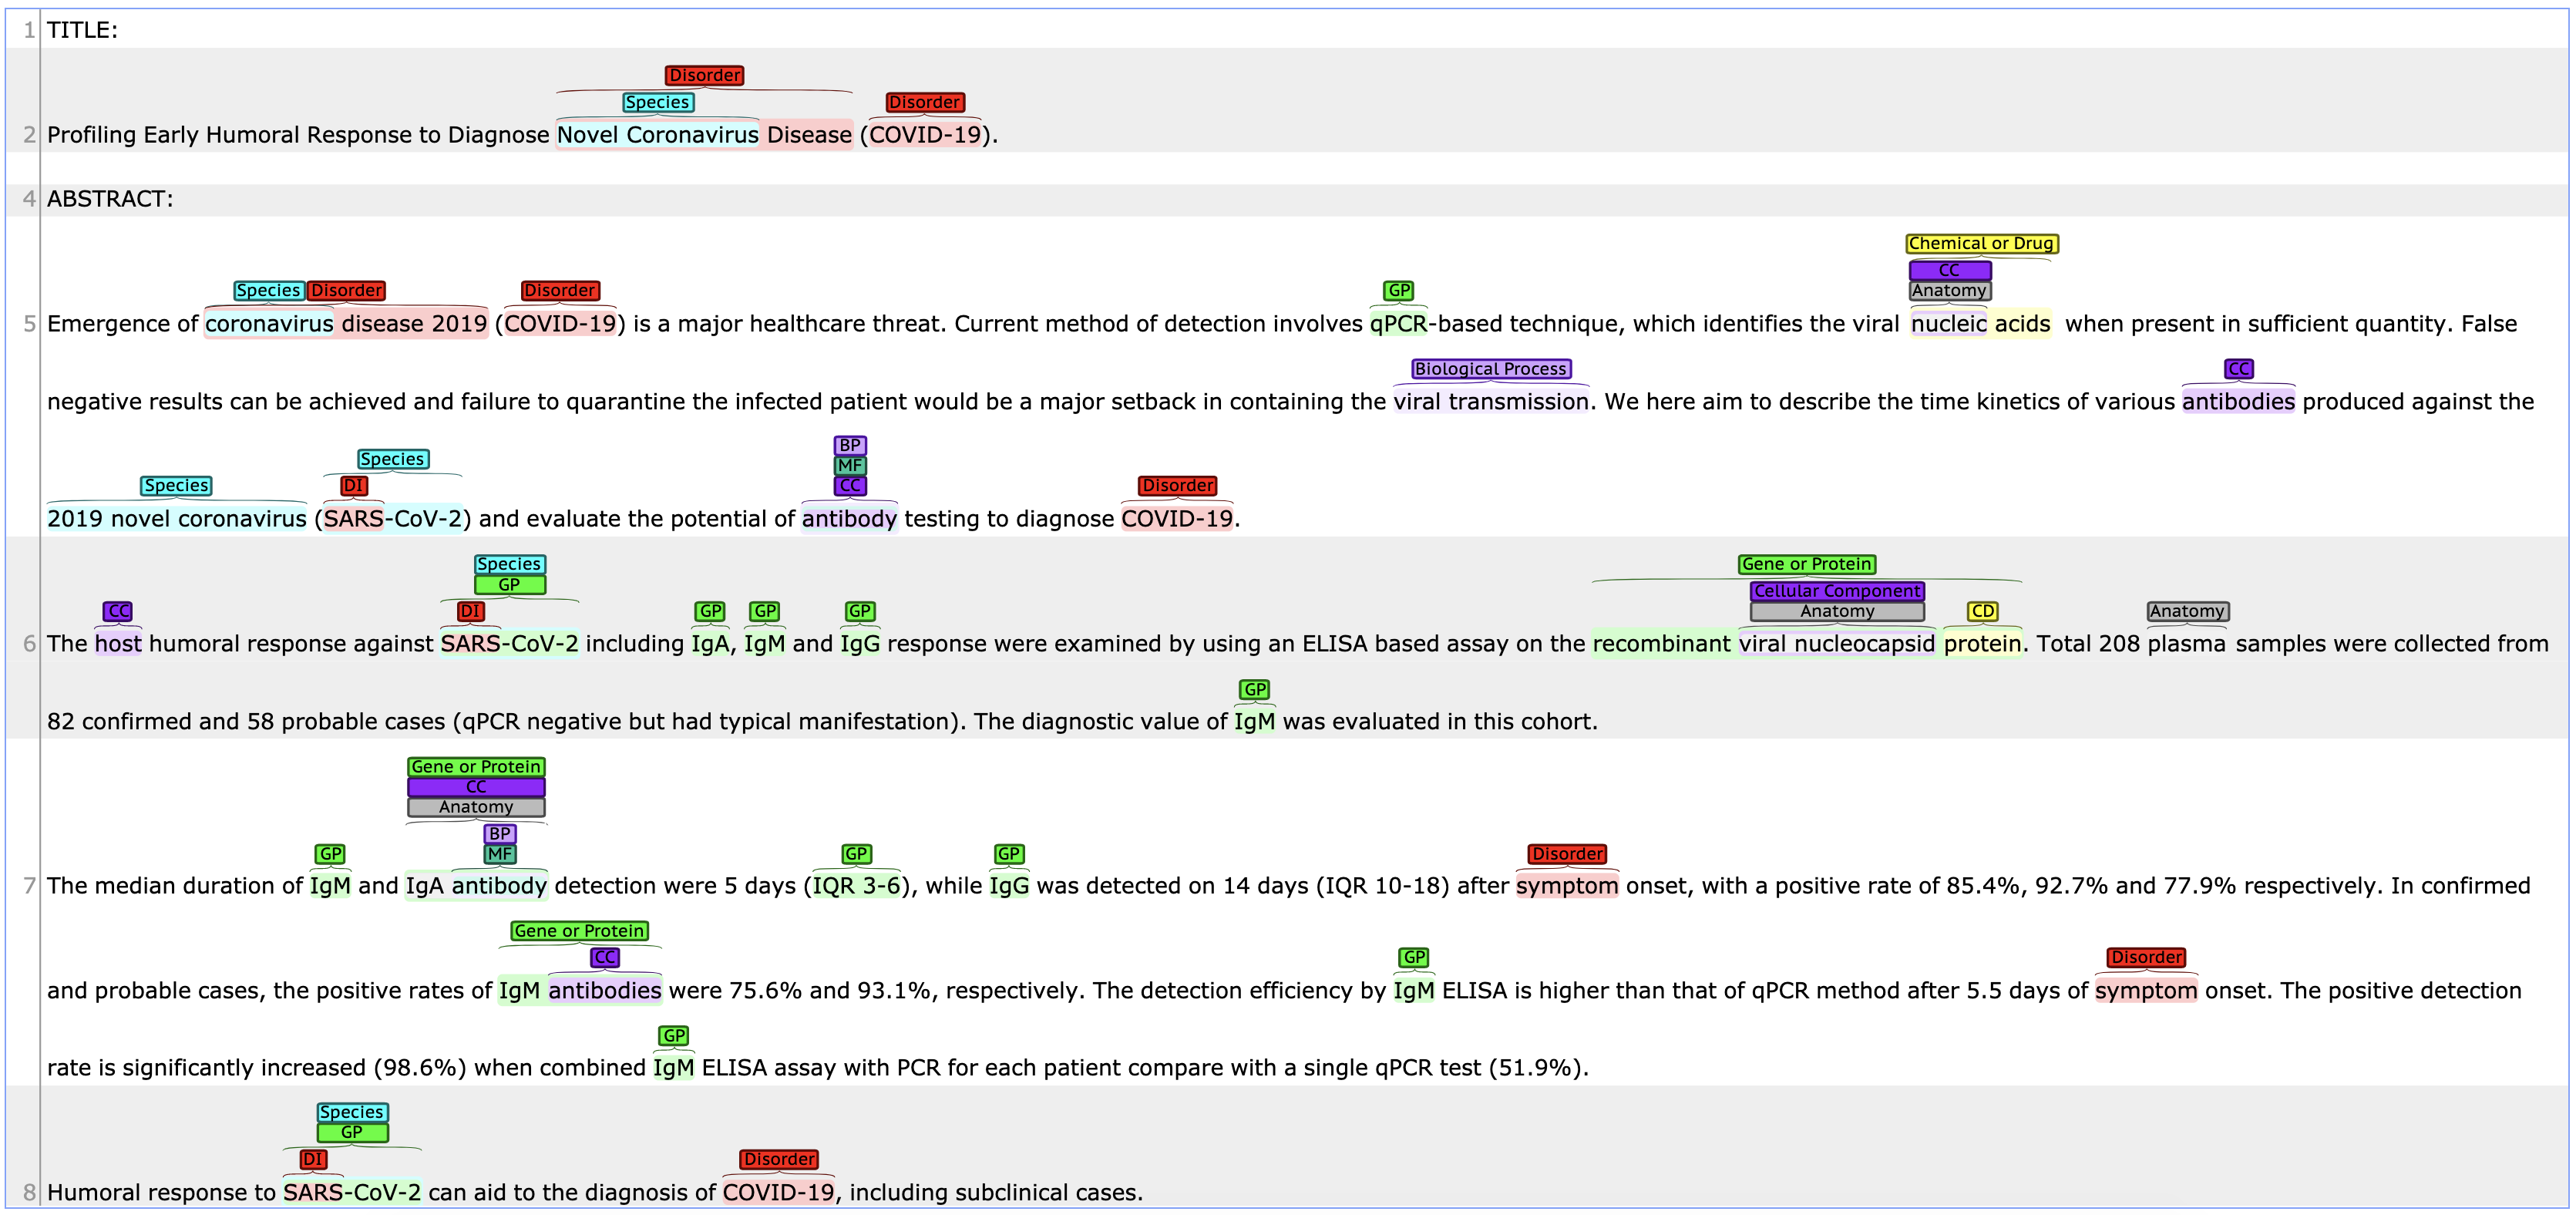 1 TITLE:
Disorder
Species Disorder
2 Profiling Early Humoral Response to Diagnose Novel Coronavirus Disease (COVID-19).
4 ABSTRACT:
Chemical or Drug
CC
Species Disorder Disorder GP Anatomy
5 Emergence of coronavirus disease 2019 (COVID-19) is a major healthcare threat. Current method of detection involves qPCR-based technique, which identifies the viral nucleic acids when present in sufficient quantity. False
Biological Process CC
negative results can be achieved and failure to quarantine the infected patient would be a major setback in containing the viral transmission. We here aim to describe the time kinetics of various antibodies produced against the
BP
Species MF
Species DI CC Disorder
2019 novel coronavirus (SARS-CoV-2) and evaluate the potential of antibody testing to diagnose COVID-19.
Species Gene or Protein
GP Cellular Component
CC DI GP GP GP Anatomy CD Anatomy
6 The host humoral response against SARS-CoV-2 including IgA, IgM and IgG response were examined by using an ELISA based assay on the recombinant viral nucleocapsid protein. Total 208 plasma samples were collected from
GP
82 confirmed and 58 probable cases (qPCR negative but had typical manifestation). The diagnostic value of IgM was evaluated in this cohort.
Gene or Protein
CC
Anatomy
BP
GP MF GP GP Disorder
7 The median duration of IgM and IgA antibody detection were 5 days (IQR 3-6), while IgG was detected on 14 days (IQR 10-18) after symptom onset, with a positive rate of 85.4%, 92.7% and 77.9% respectively. In confirmed
Gene or Protein
CC GP Disorder
and probable cases, the positive rates of IgM antibodies were 75.6% and 93.1%, respectively. The detection efficiency by IgM ELISA is higher than that of qPCR method after 5.5 days of symptom onset. The positive detection
GP
rate is significantly increased (98.6%) when combined IgM ELISA assay with PCR for each patient compare with a single qPCR test (51.9%).
Species
GP
DI Disorder
8 Humoral response to SARS-CoV-2 can aid to the diagnosis of COVID-19, including subclinical cases.